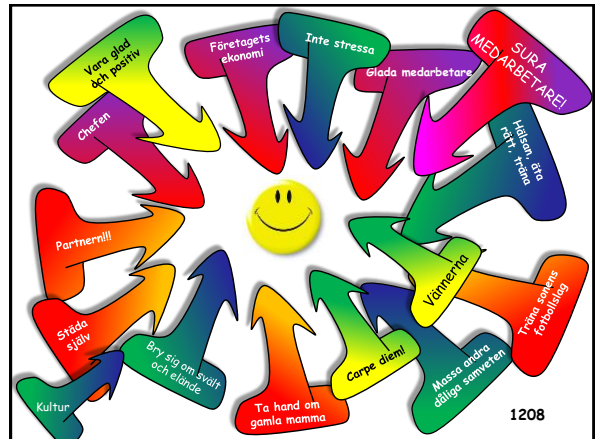 Vara glad
och positiv
Företagets
ekonomi
Inte stressa
Glada medarbetare
SURA
MEDARBETARE!
Chefen
Hälsan, äta
rätt, träna
Partnern!!!
Vännerna
Träna sonens
fotbollslag
Städa
själv
Bry sig om svält
och elände
Carpe diem!
Massa andra
dåliga samveten
Kultur
Ta hand om
gamla mamma
1208